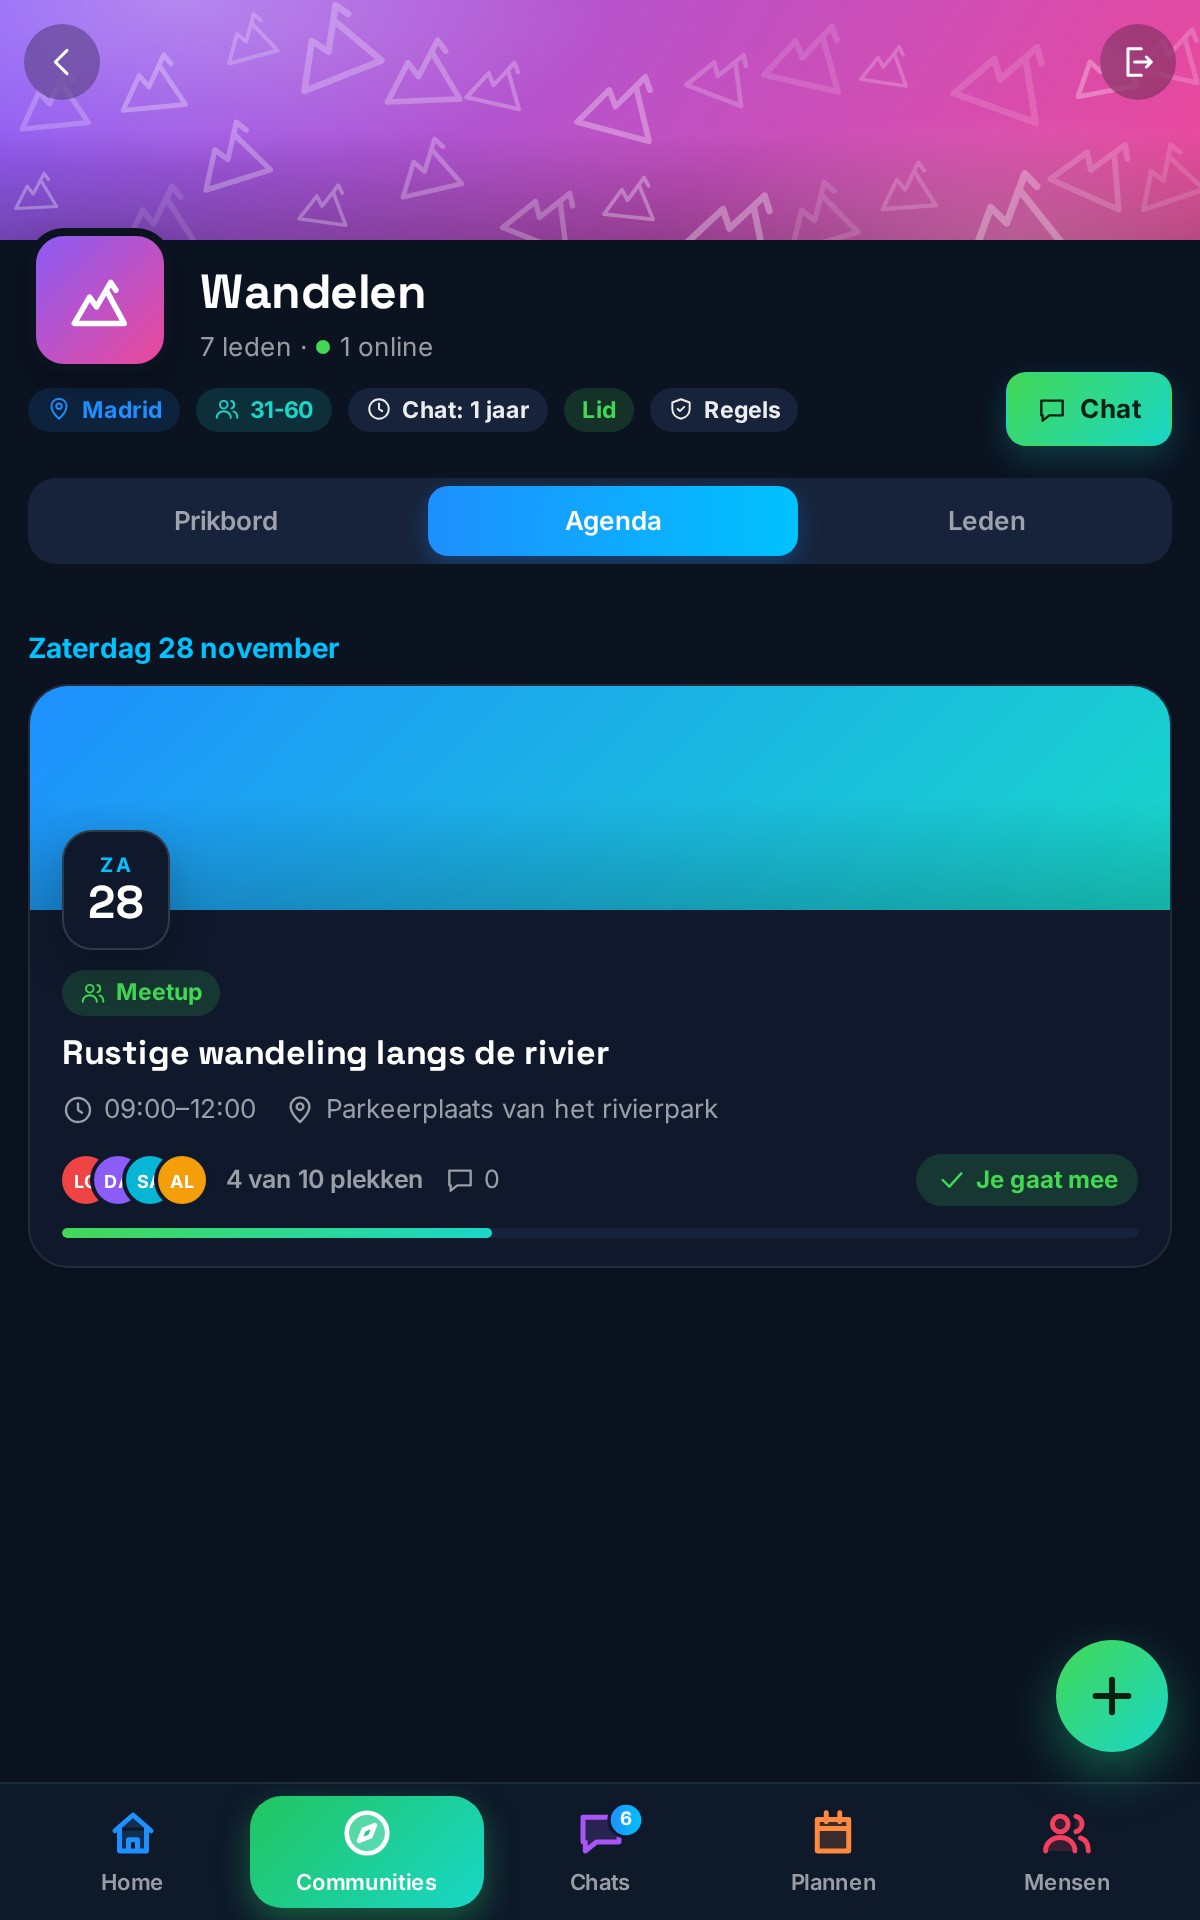 Wandelen
7 leden · 1 online
Madrid
31-60
Chat: 1 jaar
Lid
Regels
Chat
Prikbord
Agenda
Leden
Zaterdag 28 november
ZA
28
Meetup
Rustige wandeling langs de rivier
09:00–12:00
Parkeerplaats van het rivierpark
AL
4 van 10 plekken
0
Je gaat mee
6
Home
Communities
Chats
Plannen
Mensen